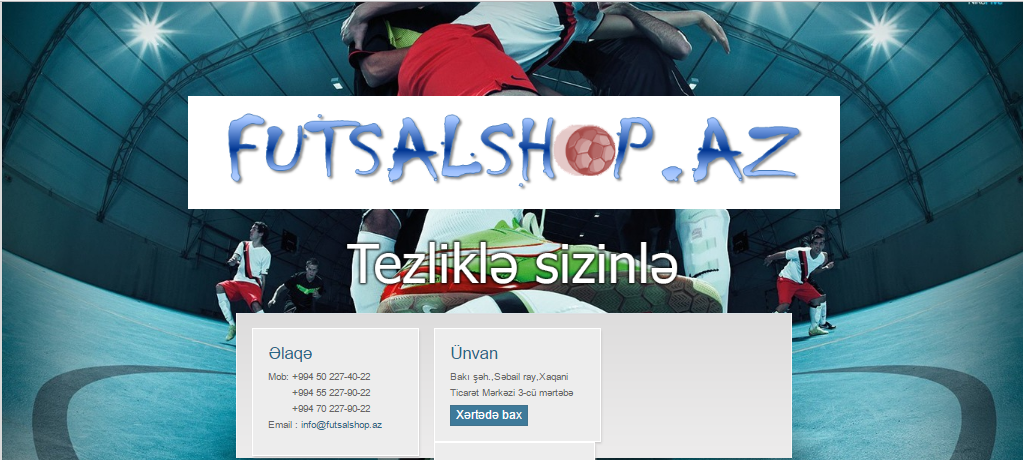 FUTSALSHOP.AZ
Tezliklə sizinlə
Əlaqə
Mob: +994 50 227-40-22
+994 55 227-90-22
+994 70 227-90-22
Email : info@futsalshop.az
Ünvan
Bakı şəh.,Səbail ray,Xaqani
Ticarət Mərkəzi 3-cü mərtəbə
Xərtədə bax